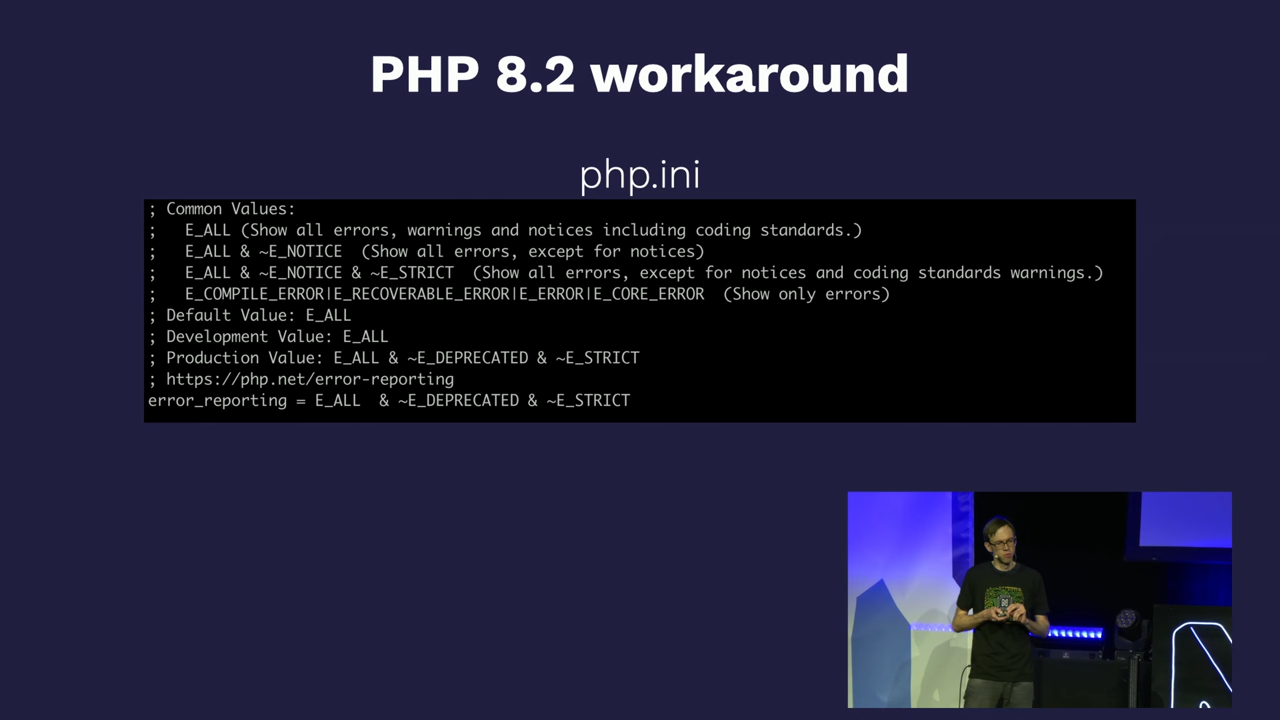 PHP 8.2 workaround
php.ini
; Common Values:
;   E_ALL (Show all errors, warnings and notices including coding standards.)
;   E_ALL & ~E_NOTICE  (Show all errors, except for notices)
;   E_ALL & ~E_NOTICE & ~E_STRICT  (Show all errors, except for notices and coding standards warnings.)
;   E_COMPILE_ERROR|E_RECOVERABLE_ERROR|E_ERROR|E_CORE_ERROR  (Show only errors)
; Default Value: E_ALL
; Development Value: E_ALL
; Production Value: E_ALL & ~E_DEPRECATED & ~E_STRICT
; https://php.net/error-reporting
error_reporting = E_ALL  & ~E_DEPRECATED & ~E_STRICT